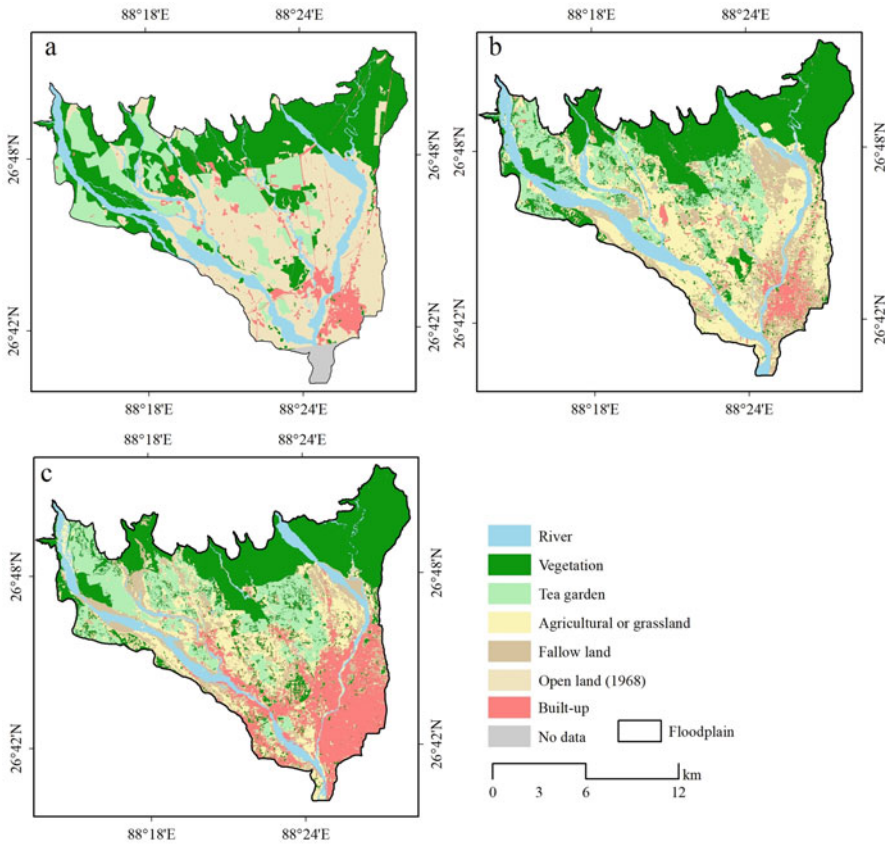 88°18'E 88°24'E
a
26°48'N
26°42'N
26°48'N
26°42'N
88°18'E 88°24'E
88°18'E 88°24'E
b
26°48'N
26°42'N
26°48'N
26°42'N
88°18'E 88°24'E
88°18'E 88°24'E
c
26°48'N
26°42'N
26°48'N
26°42'N
88°18'E 88°24'E
River
Vegetation
Tea garden
Agricultural or grassland
Fallow land
Open land (1968)
Built-up
No data
Floodplain
km
0 3 6 12